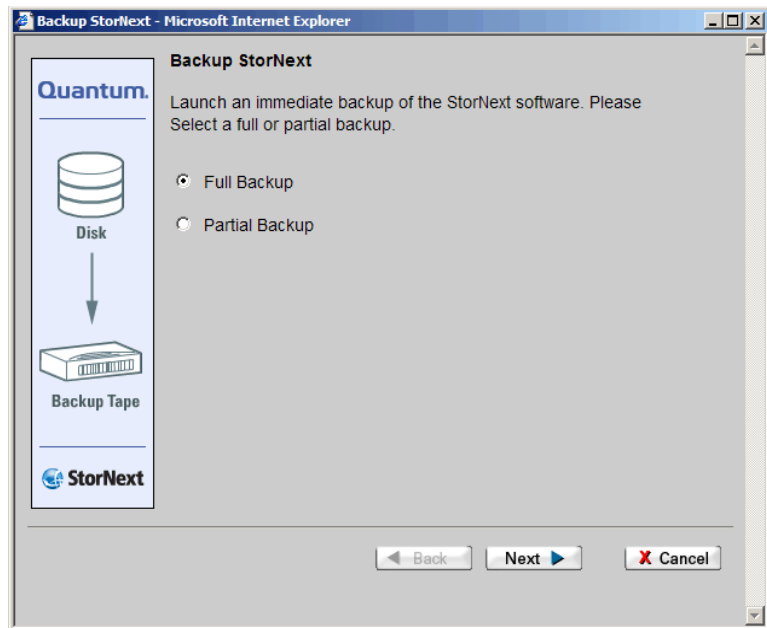 Backup StorNext - Microsoft Internet Explorer
Quantum.
Disk
Backup Tape
StorNext
Backup StorNext
Launch an immediate backup of the StorNext software. Please
Select a full or partial backup.
Full Backup
Partial Backup
Back
Next
X Cancel